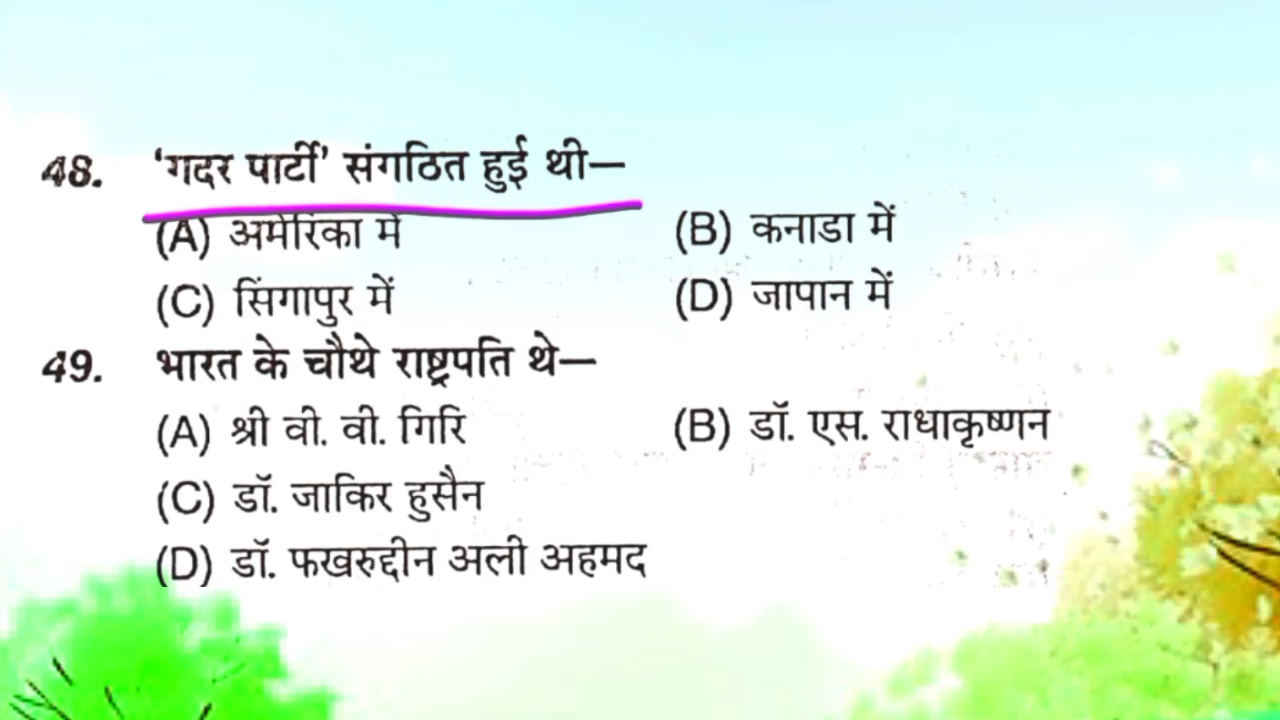 48. ‘गदर पार्टी’ संगठित हुई थी—
(A) अमेरिका में (B) कनाडा में
(C) सिंगापुर में (D) जापान में
49. भारत के चौथे राष्ट्रपति थे—
(A) श्री वी. वी. गिरि (B) डॉ. एस. राधाकृष्णन
(C) डॉ. जाकिर हुसैन
(D) डॉ. फखरुद्दीन अली अहमद